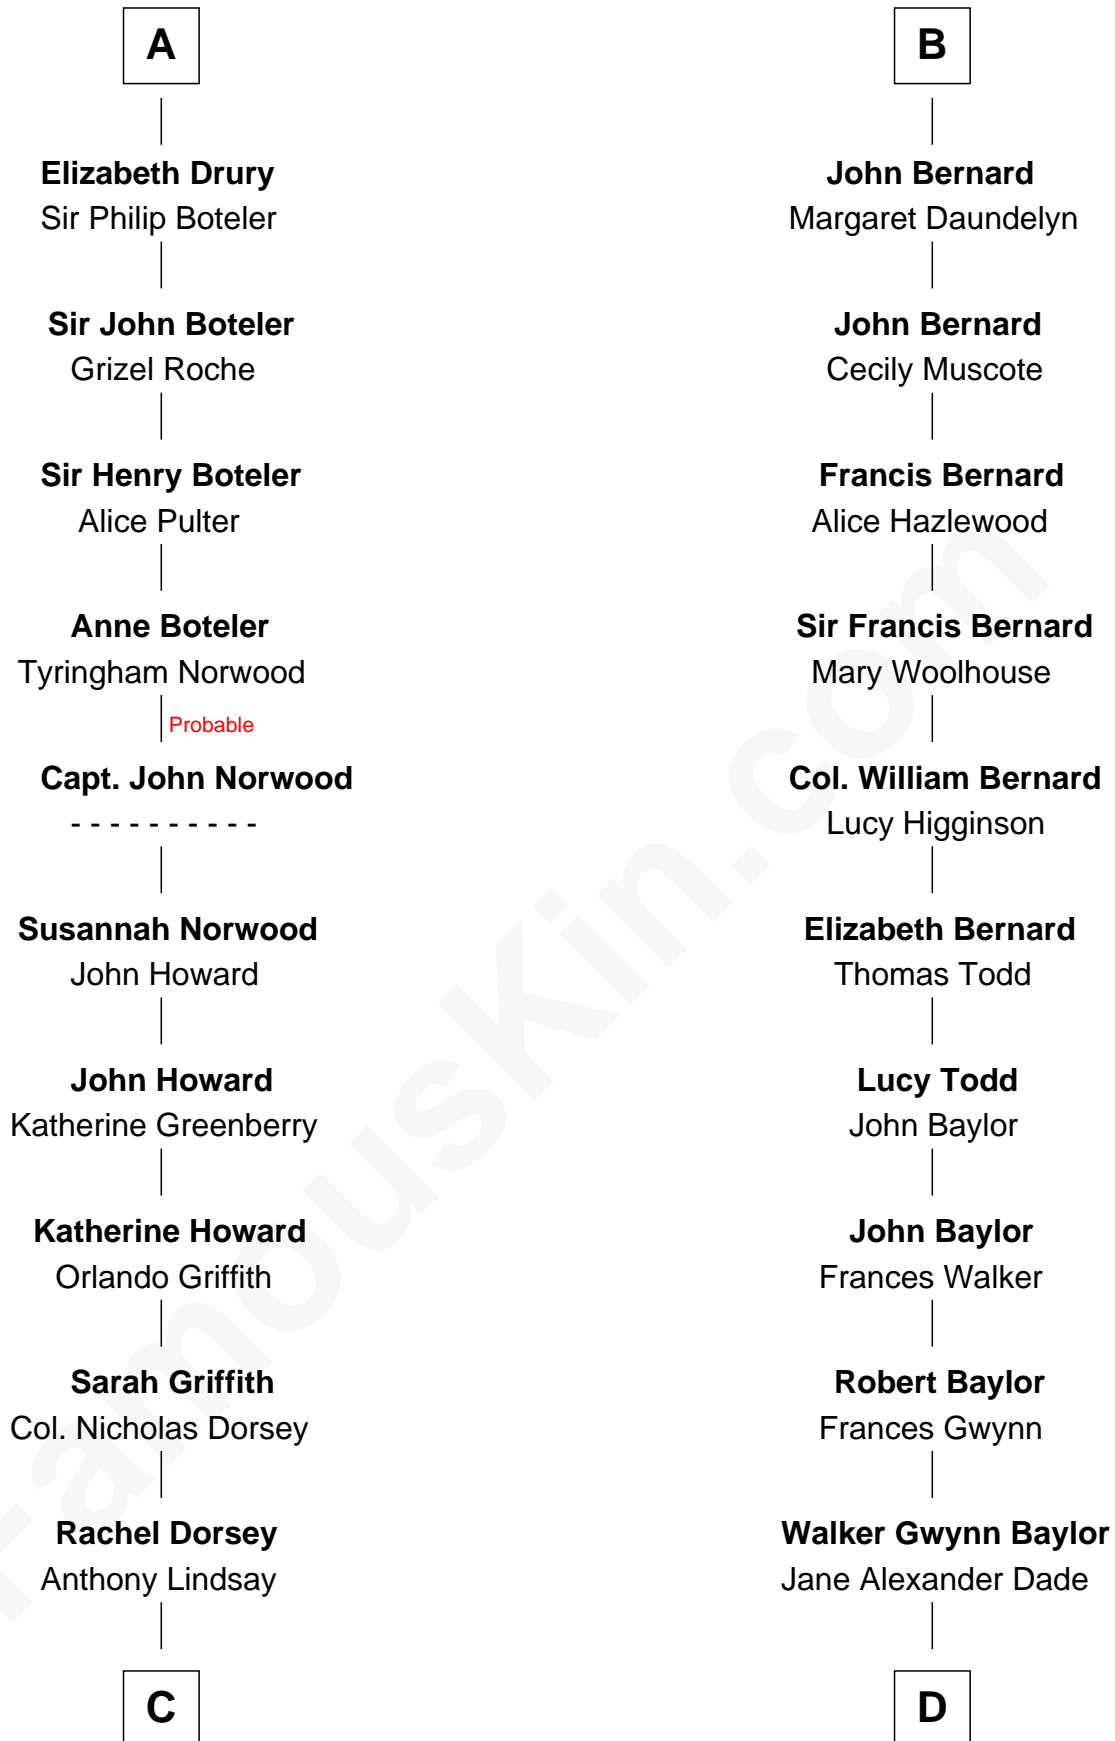 A
Elizabeth Drury
Sir Philip Boteler
Sir John Boteler
Grizel Roche
Sir Henry Boteler
Alice Pulter
Anne Boteler
Tyringham Norwood
Probable
Capt. John Norwood
- - - - - - - - - -
Susannah Norwood
John Howard
John Howard
Katherine Greenberry
Katherine Howard
Orlando Griffith
Sarah Griffith
Col. Nicholas Dorsey
Rachel Dorsey
Anthony Lindsay
C
B
John Bernard
Margaret Daundelyn
John Bernard
Cecily Muscote
Francis Bernard
Alice Hazlewood
Sir Francis Bernard
Mary Woolhouse
Col. William Bernard
Lucy Higginson
Elizabeth Bernard
Thomas Todd
Lucy Todd
John Baylor
John Baylor
Frances Walker
Robert Baylor
Frances Gwynn
Walker Gwynn Baylor
Jane Alexander Dade
D
FamousKin.com